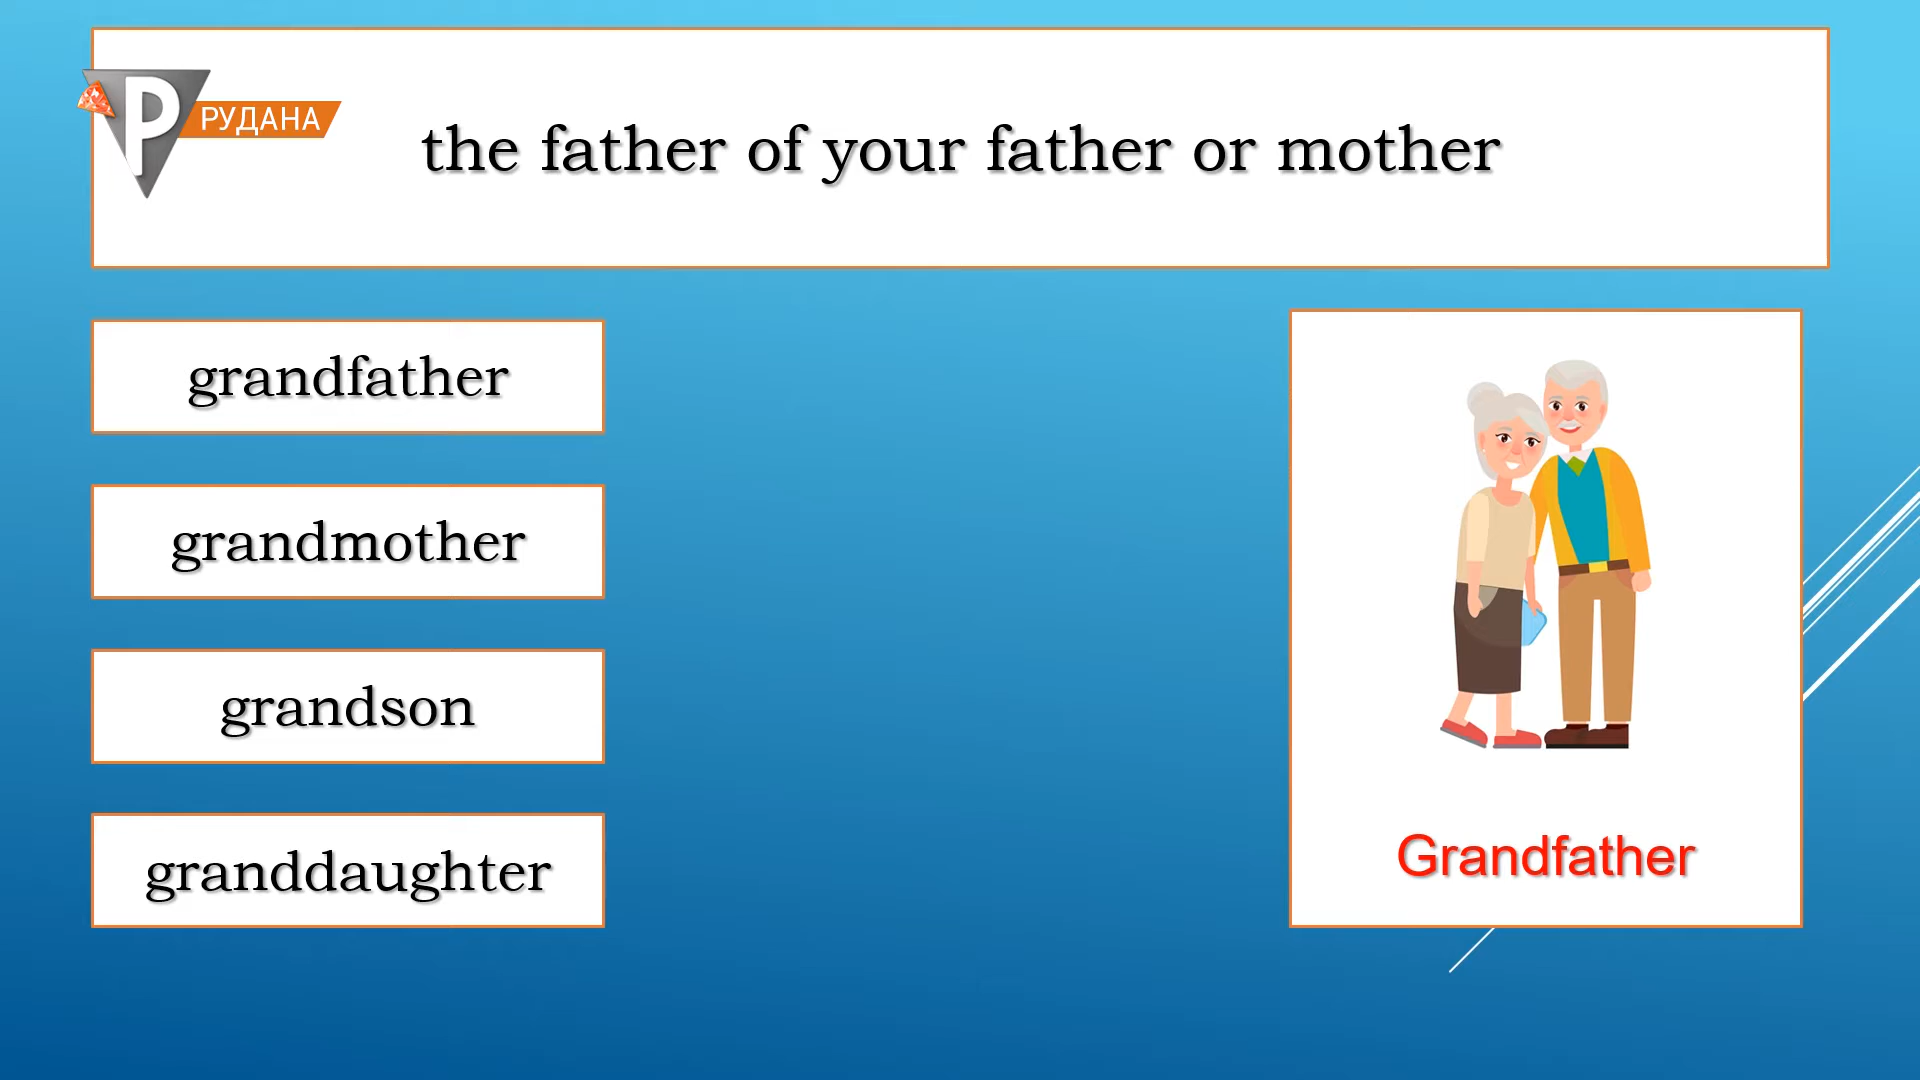 Р РУДАНА
the father of your father or mother
grandfather
grandmother
grandson
granddaughter
Grandfather